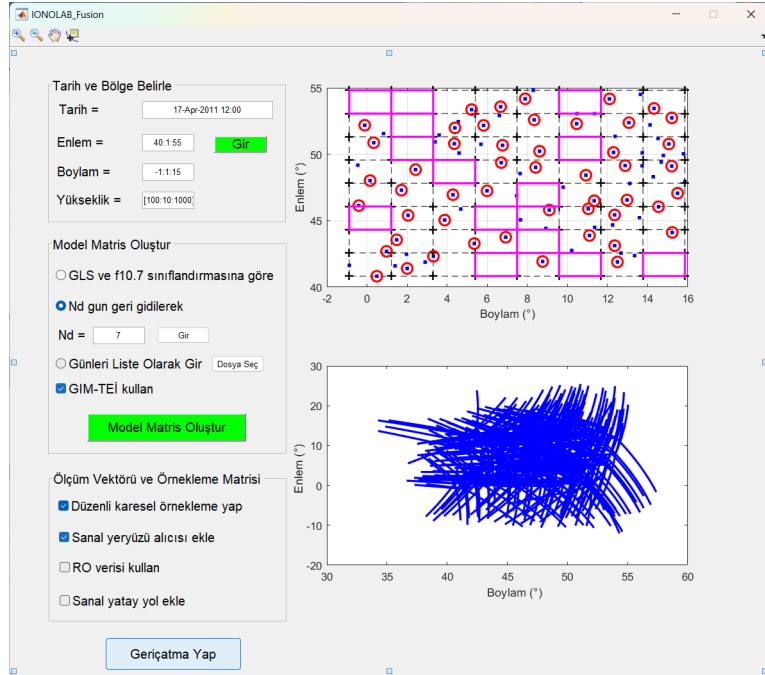 IONOLAB_Fusion
Tarih ve Bölge Belirle
Tarih =
17-Apr-2011 12:00
Enlem =
40:1:55
Gir
Boylam =
-1:1:15
Yükseklik =
[100:10:1000]
Model Matris Oluştur
GLS ve f10.7 sınıflandırmasına göre
Nd gun geri gidilerek
Nd =
7
Gir
Günleri Liste Olarak Gir
Dosya Seç
GIM-TEİ kullan
Model Matris Oluştur
Ölçüm Vektörü ve Örnekleme Matrisi
Düzenli karesel örnekleme yap
Sanal yeryüzü alıcısı ekle
RO verisi kullan
Sanal yatay yol ekle
Geriçatma Yap
55
50
45
40
Enlem (°)
-2 0 2 4 6 8 10 12 14 16
Boylam (°)
30
20
10
0
-10
-20
Enlem (°)
30 35 40 45 50 55 60
Boylam (°)